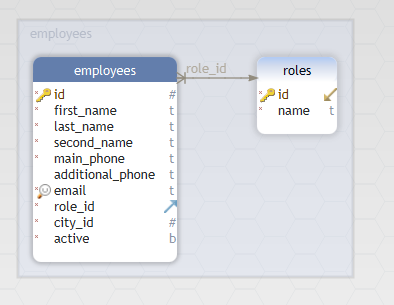 employees
employees
role_id
roles
* id #
* first_name t
* last_name t
* second_name t
* main_phone t
additional_phone t
* email t
* role_id
* city_id #
* active b
* id
* name t